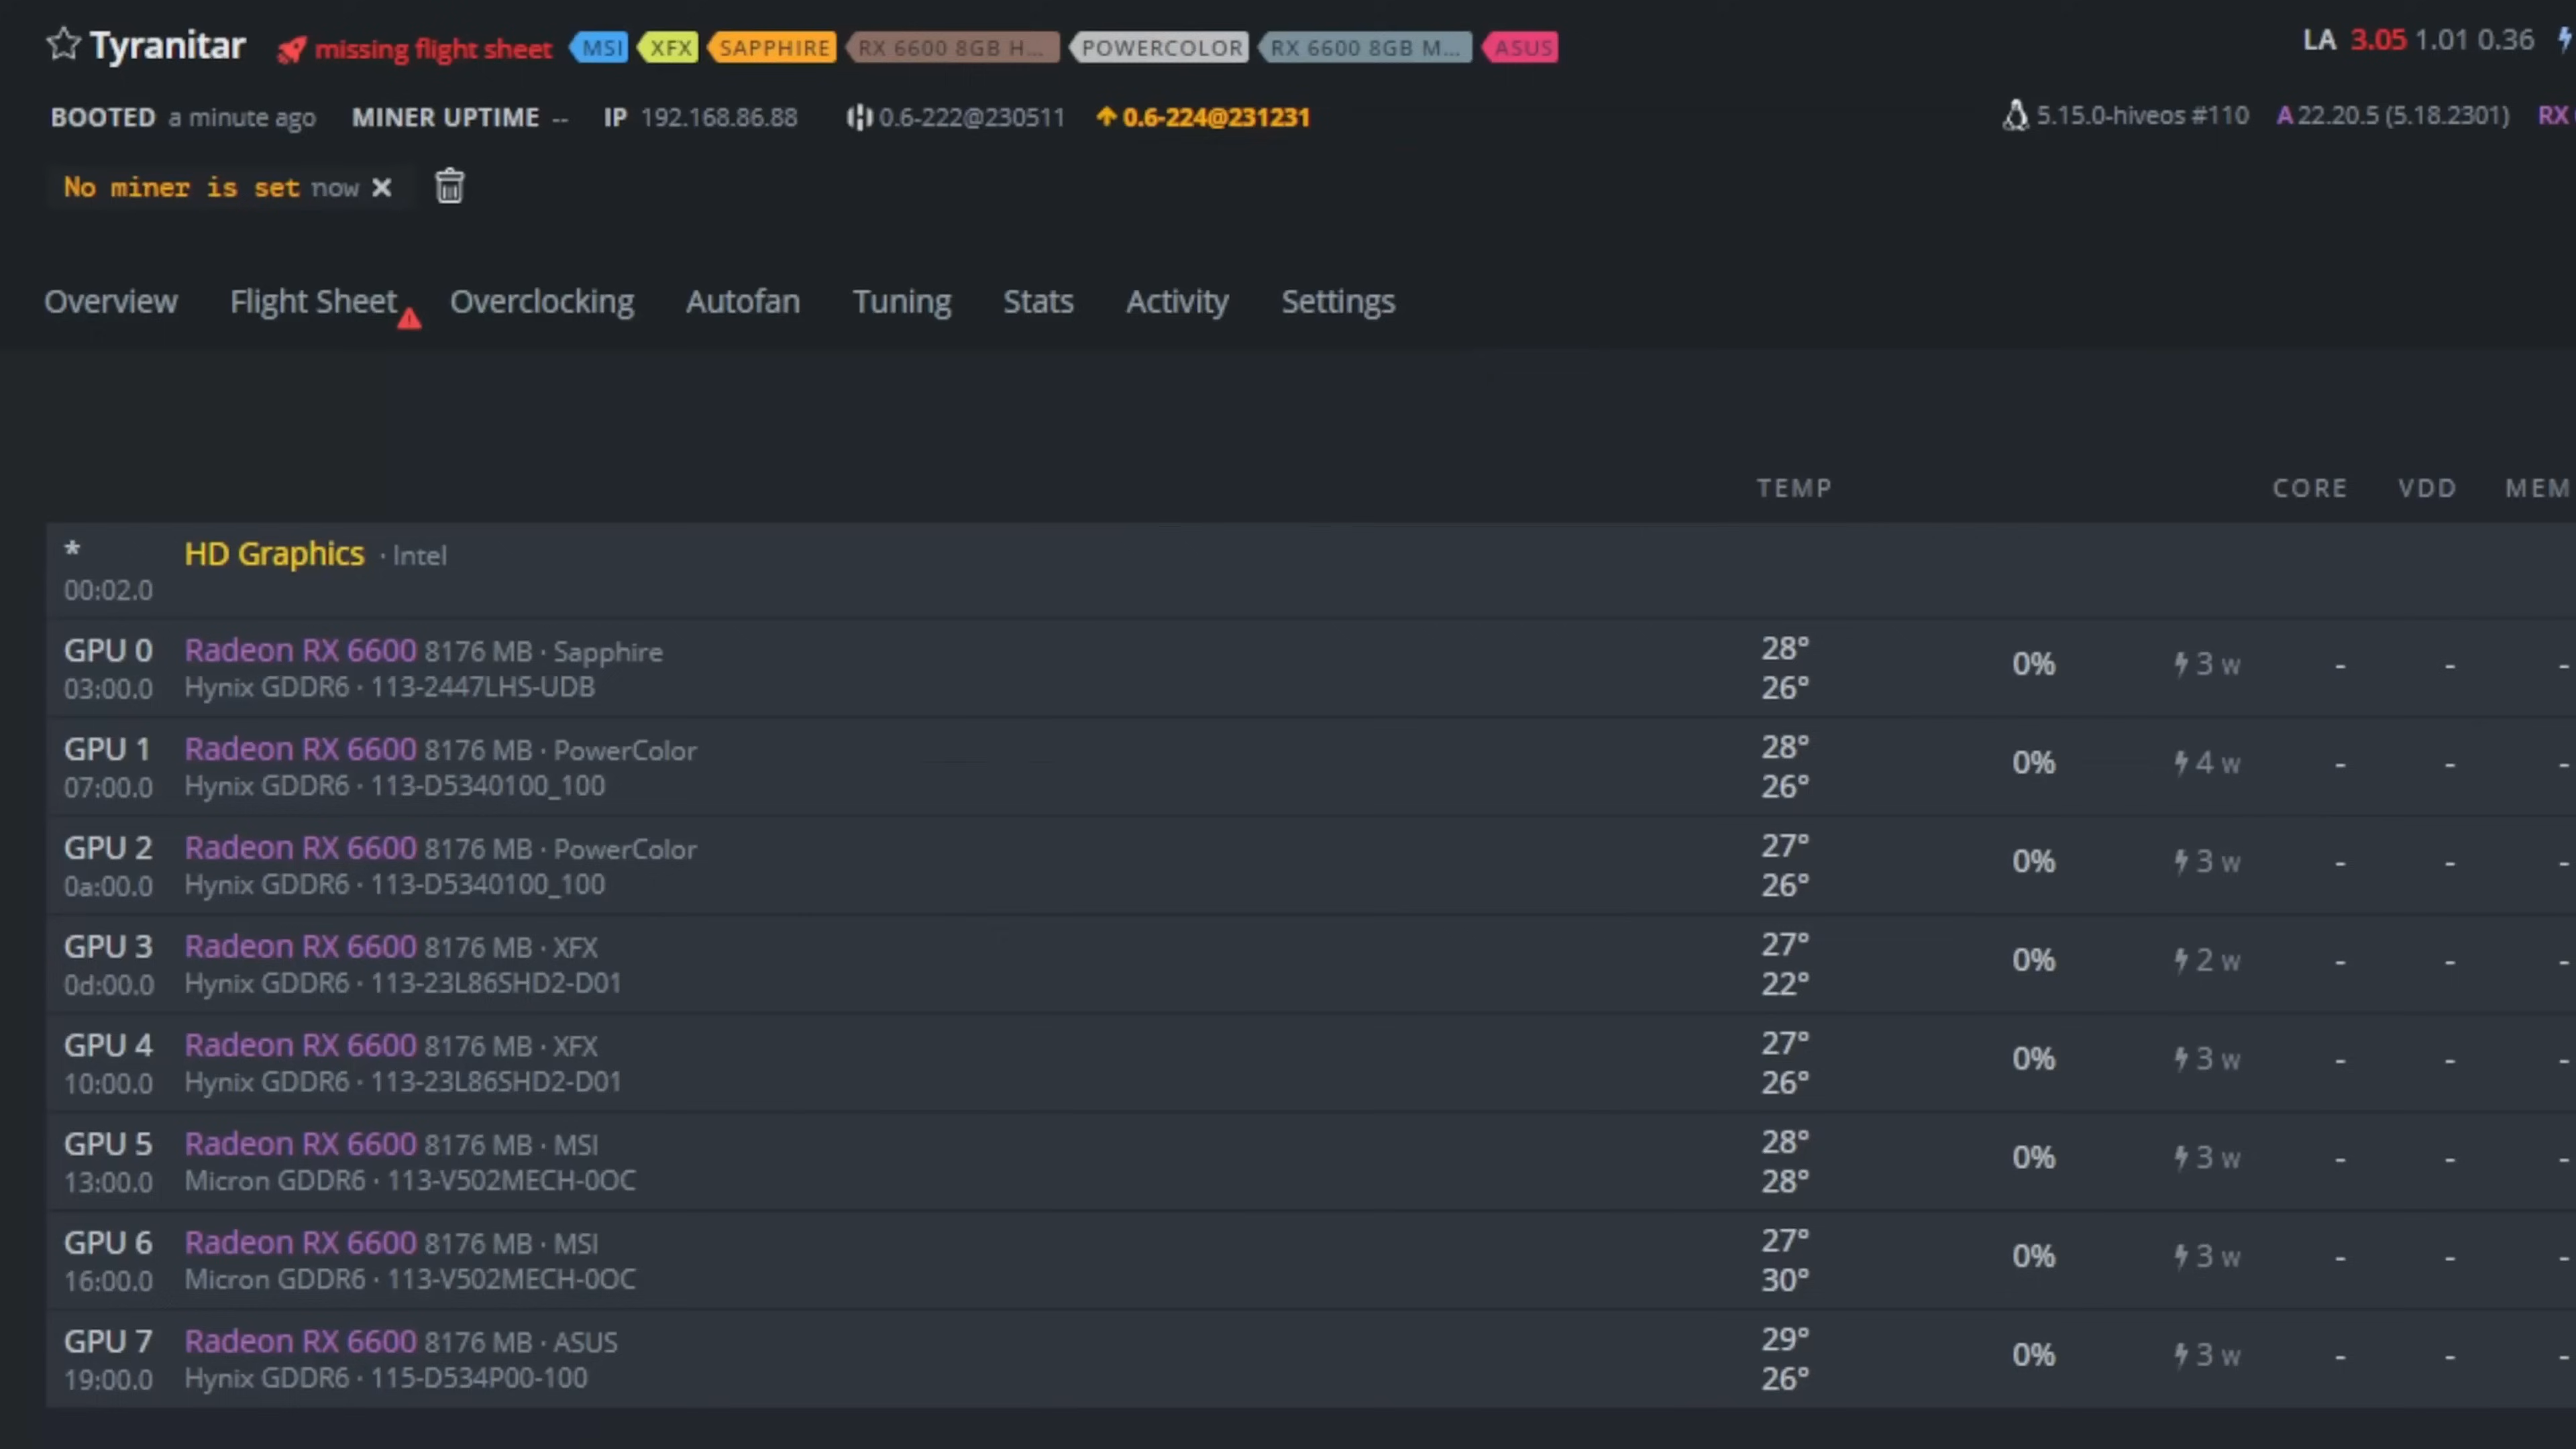 Tyranitar missing flight sheet MSI XFX SAPPHIRE RX 6600 8GB H... POWERCOLOR RX 6600 8GB M... ASUS LA 3.05 1.01 0.36
BOOTED a minute ago MINER UPTIME -- IP 192.168.86.88 0.6-222@230511 0.6-224@231231 5.15.0-hiveos #110 A 22.20.5 (5.18.2301) RX
No miner is set now
Overview Flight Sheet Overclocking Autofan Tuning Stats Activity Settings
TEMP CORE VDD MEM
* HD Graphics · Intel
00:02.0
GPU 0 Radeon RX 6600 8176 MB · Sapphire 28° 0% 3 w - - -
03:00.0 Hynix GDDR6 · 113-2447LHS-UDB 26°
GPU 1 Radeon RX 6600 8176 MB · PowerColor 28° 0% 4 w - - -
07:00.0 Hynix GDDR6 · 113-D5340100_100 26°
GPU 2 Radeon RX 6600 8176 MB · PowerColor 27° 0% 3 w - - -
0a:00.0 Hynix GDDR6 · 113-D5340100_100 26°
GPU 3 Radeon RX 6600 8176 MB · XFX 27° 0% 2 w - - -
0d:00.0 Hynix GDDR6 · 113-23L86SHD2-D01 22°
GPU 4 Radeon RX 6600 8176 MB · XFX 27° 0% 3 w - - -
10:00.0 Hynix GDDR6 · 113-23L86SHD2-D01 26°
GPU 5 Radeon RX 6600 8176 MB · MSI 28° 0% 3 w - - -
13:00.0 Micron GDDR6 · 113-V502MECH-0OC 28°
GPU 6 Radeon RX 6600 8176 MB · MSI 27° 0% 3 w - - -
16:00.0 Micron GDDR6 · 113-V502MECH-0OC 30°
GPU 7 Radeon RX 6600 8176 MB · ASUS 29° 0% 3 w - - -
19:00.0 Hynix GDDR6 · 115-D534P00-100 26°